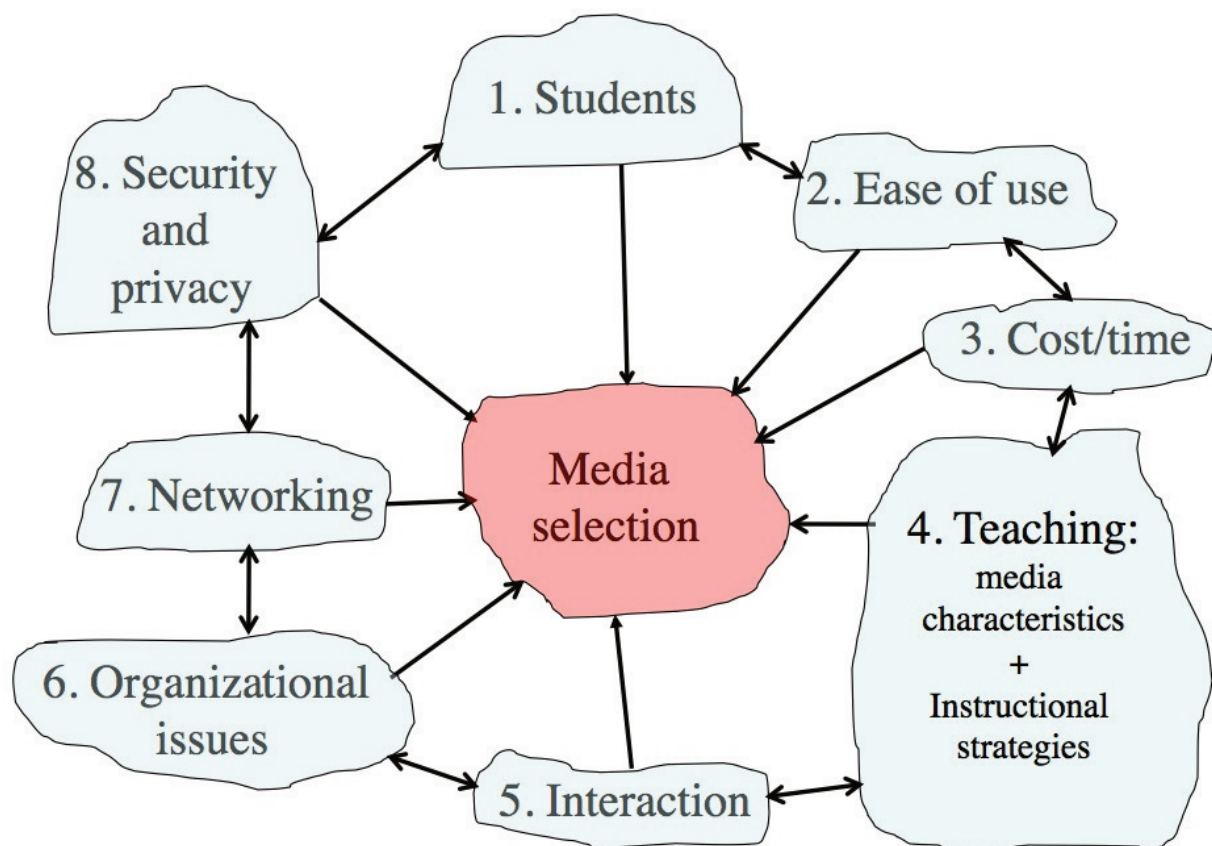 1. Students
2. Ease of use
3. Cost/time
4. Teaching:
media
characteristics
+
Instructional
strategies
5. Interaction
6. Organizational
issues
7. Networking
8. Security
and
privacy
Media
selection